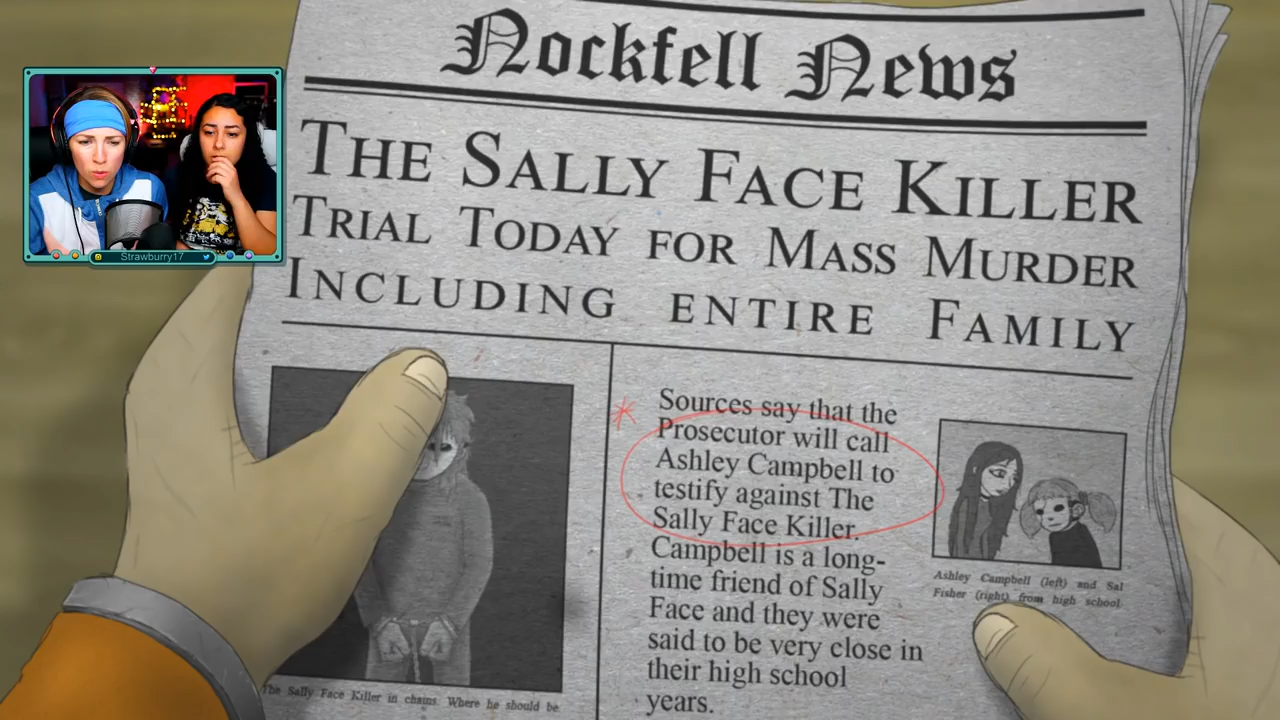 Nockfell News
THE SALLY FACE KILLER
TRIAL TODAY FOR MASS MURDER
INCLUDING ENTIRE FAMILY
Strawburry17
* Sources say that the
Prosecutor will call
Ashley Campbell to
testify against The
Sally Face Killer.
Campbell is a long-
time friend of Sally
Face and they were
said to be very close in
their high school
years.
Ashley Campbell (left) and Sal
Fisher (right) from high school
The Sally Face Killer in chains. Where he should be.